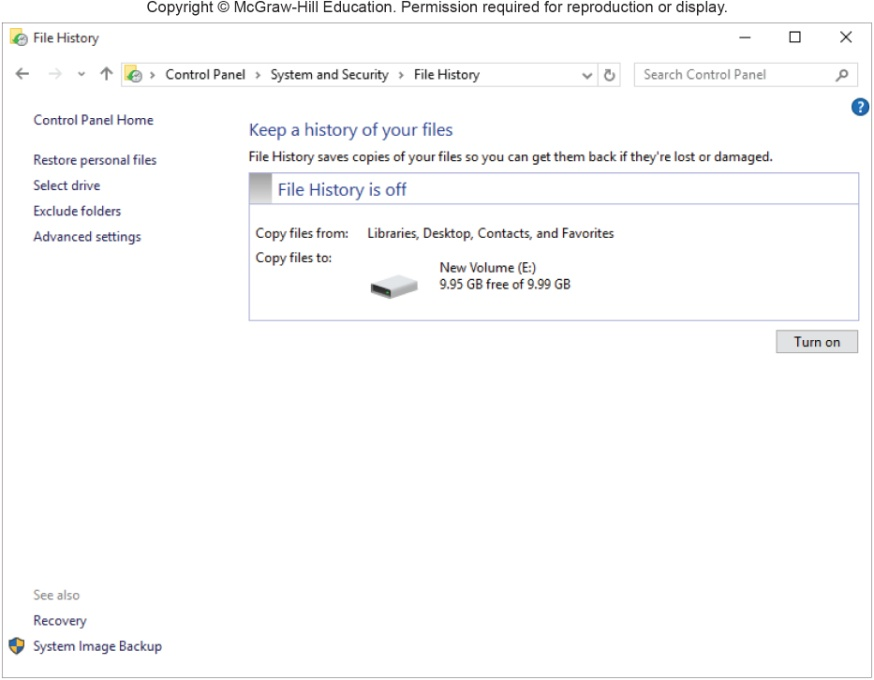 Copyright © McGraw-Hill Education. Permission required for reproduction or display.
File History
Control Panel > System and Security > File History
Search Control Panel
?
Control Panel Home
Restore personal files
Select drive
Exclude folders
Advanced settings
Keep a history of your files
File History saves copies of your files so you can get them back if they're lost or damaged.
File History is off
Copy files from: Libraries, Desktop, Contacts, and Favorites
Copy files to:
New Volume (E:)
9.95 GB free of 9.99 GB
Turn on
See also
Recovery
System Image Backup